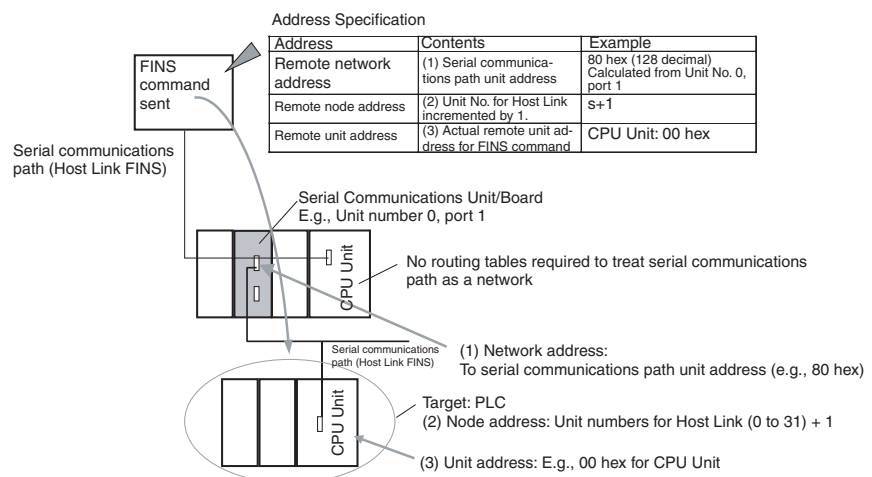 Address Specification
Address Contents Example
Remote network address
(1) Serial communica-
tions path unit address
80 hex (128 decimal)
Calculated from Unit No. 0,
port 1
Remote node address
(2) Unit No. for Host Link
incremented by 1.
s+1
Remote unit address
(3) Actual remote unit ad-
dress for FINS command
CPU Unit: 00 hex
FINS
command
sent
Serial communications
path (Host Link FINS)
Serial Communications Unit/Board
E.g., Unit number 0, port 1
CPU Unit
No routing tables required to treat serial communications
path as a network
Serial communications
path (Host Link FINS)
(1) Network address:
To serial communications path unit address (e.g., 80 hex)
CPU Unit
Target: PLC
(2) Node address: Unit numbers for Host Link (0 to 31) + 1
(3) Unit address: E.g., 00 hex for CPU Unit